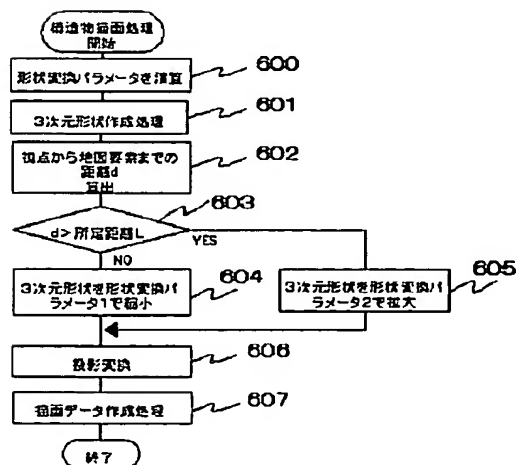 構造物描画処理
開始
形状変換パラメータを演算
600
3次元形状作成処理
601
視点から地図要素までの
距離d
算出
602
603
d>所定距離L
YES
NO
3次元形状を形状変換パ
ラメータ1で縮小
604
3次元形状を形状変換パ
ラメータ2で拡大
605
投影変換
606
描画データ作成処理
607
終了